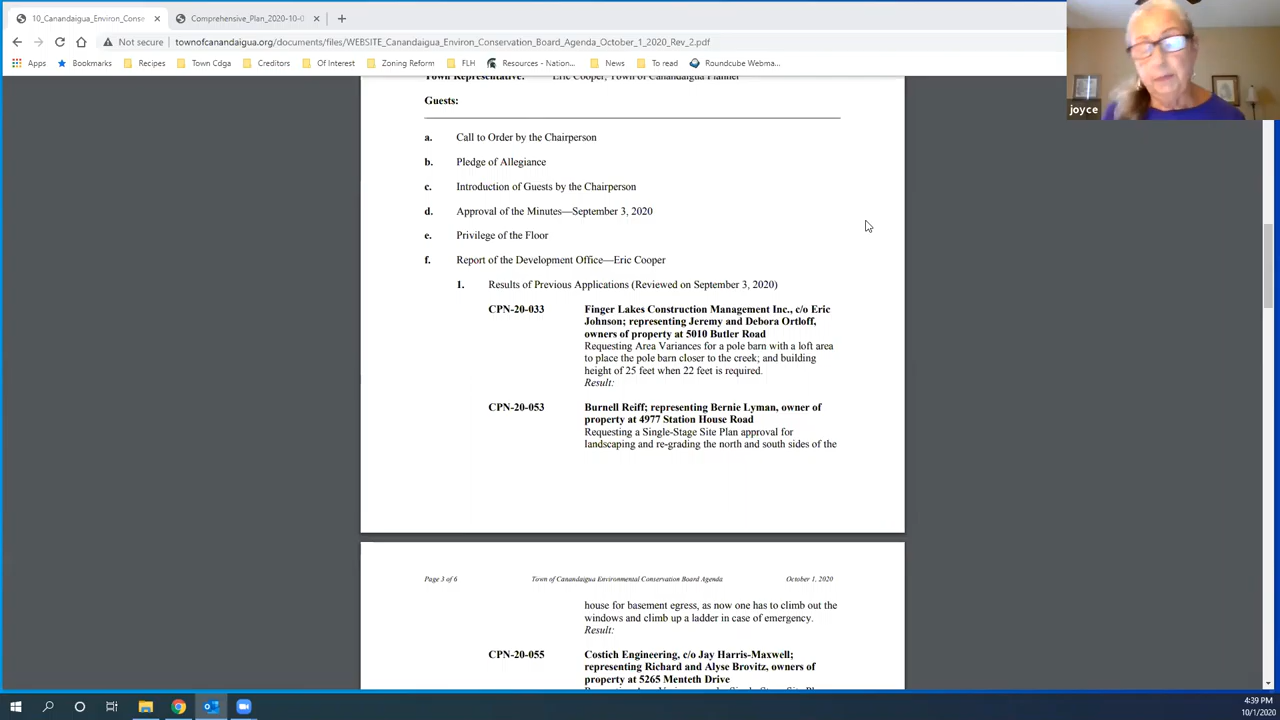 10_Canandaigua_Environ_Conse
Comprehensive_Plan_2020-10-0
Not secure
townofcanandaigua.org/documents/files/WEBSITE_Canandaigua_Environ_Conservation_Board_Agenda_October_1_2020_Rev_2.pdf
Apps Bookmarks Recipes Town Cdga Creditors Of Interest Zoning Reform FLH Resources - Nation... News To read Roundcube Webma...
joyce
Town Representative: Eric Cooper, Town of Canandaigua Planner
Guests:
a. Call to Order by the Chairperson
b. Pledge of Allegiance
c. Introduction of Guests by the Chairperson
d. Approval of the Minutes—September 3, 2020
e. Privilege of the Floor
f. Report of the Development Office—Eric Cooper
1. Results of Previous Applications (Reviewed on September 3, 2020)
CPN-20-033 Finger Lakes Construction Management Inc., c/o Eric
Johnson; representing Jeremy and Debora Ortloff,
owners of property at 5010 Butler Road
Requesting Area Variances for a pole barn with a loft area
to place the pole barn closer to the creek; and building
height of 25 feet when 22 feet is required.
Result:
CPN-20-053 Burnell Reiff; representing Bernie Lyman, owner of
property at 4977 Station House Road
Requesting a Single-Stage Site Plan approval for
landscaping and re-grading the north and south sides of the
Page 3 of 6 Town of Canandaigua Environmental Conservation Board Agenda October 1, 2020
house for basement egress, as now one has to climb out the
windows and climb up a ladder in case of emergency.
Result:
CPN-20-055 Costich Engineering, c/o Jay Harris-Maxwell;
representing Richard and Alyse Brovitz, owners of
property at 5265 Menteth Drive
4:39 PM
10/1/2020